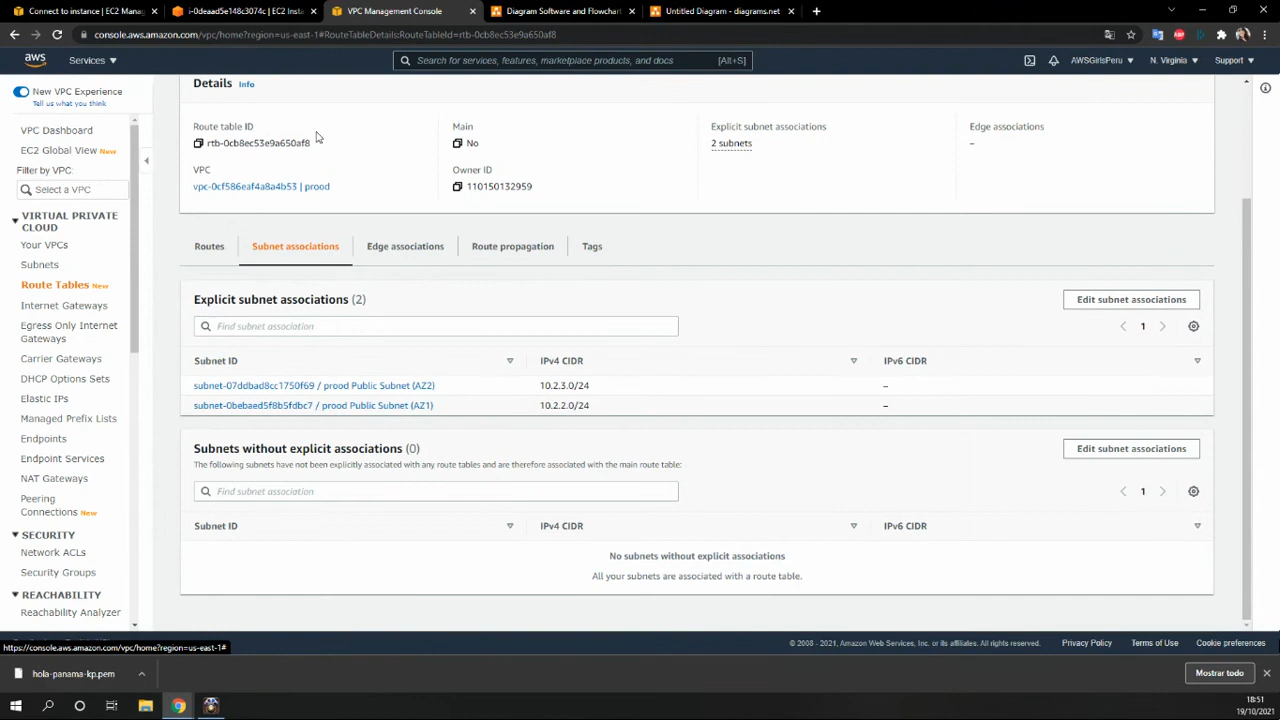 Connect to instance | EC2 Manag
i-0deaad5e148c3074c | EC2 Insta
VPC Management Console
Diagram Software and Flowchart
Untitled Diagram - diagrams.net
console.aws.amazon.com/vpc/home?region=us-east-1#RouteTableDetails:RouteTableId=rtb-0cb8ec53e9a650af8
aws
Services
Search for services, features, marketplace products, and docs
[Alt+S]
AWSGirlsPeru
N. Virginia
Support
New VPC Experience
Tell us what you think
VPC Dashboard
EC2 Global View New
Filter by VPC:
Select a VPC
VIRTUAL PRIVATE
CLOUD
Your VPCs
Subnets
Route Tables New
Internet Gateways
Egress Only Internet
Gateways
Carrier Gateways
DHCP Options Sets
Elastic IPs
Managed Prefix Lists
Endpoints
Endpoint Services
NAT Gateways
Peering
Connections New
SECURITY
Network ACLs
Security Groups
REACHABILITY
Reachability Analyzer
Details Info
Route table ID
rtb-0cb8ec53e9a650af8
Main
No
Explicit subnet associations
2 subnets
Edge associations
–
VPC
vpc-0cf586eaf4a8a4b53 | prood
Owner ID
110150132959
Routes
Subnet associations
Edge associations
Route propagation
Tags
Explicit subnet associations (2)
Edit subnet associations
Find subnet association
1
Subnet ID
IPv4 CIDR
IPv6 CIDR
subnet-07ddbad8cc1750f69 / prood Public Subnet (AZ2)
10.2.3.0/24
–
subnet-0bebaed5f8b5fdbc7 / prood Public Subnet (AZ1)
10.2.2.0/24
–
Subnets without explicit associations (0)
Edit subnet associations
The following subnets have not been explicitly associated with any route tables and are therefore associated with the main route table:
Find subnet association
1
Subnet ID
IPv4 CIDR
IPv6 CIDR
No subnets without explicit associations
All your subnets are associated with a route table.
https://console.aws.amazon.com/vpc/home?region=us-east-1#
© 2008 - 2021, Amazon Web Services, Inc. or its affiliates. All rights reserved.
Privacy Policy
Terms of Use
Cookie preferences
hola-panama-kp.pem
Mostrar todo
18:51
19/10/2021